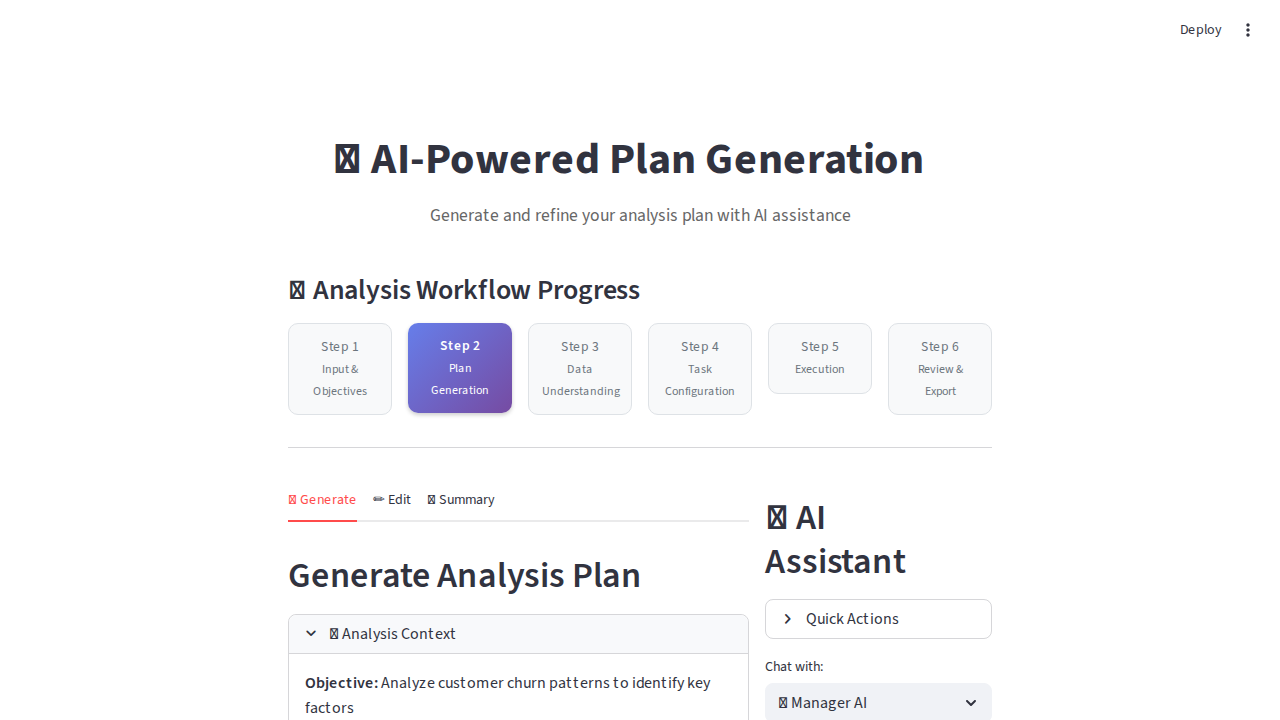 Deploy
AI-Powered Plan Generation
Generate and refine your analysis plan with AI assistance
Analysis Workflow Progress
Step 1
Input &
Objectives
Step 2
Plan
Generation
Step 3
Data
Understanding
Step 4
Task
Configuration
Step 5
Execution
Step 6
Review &
Export
Generate
✏ Edit
Summary
Generate Analysis Plan
Analysis Context
Objective: Analyze customer churn patterns to identify key
factors
AI
Assistant
Quick Actions
Chat with:
Manager AI